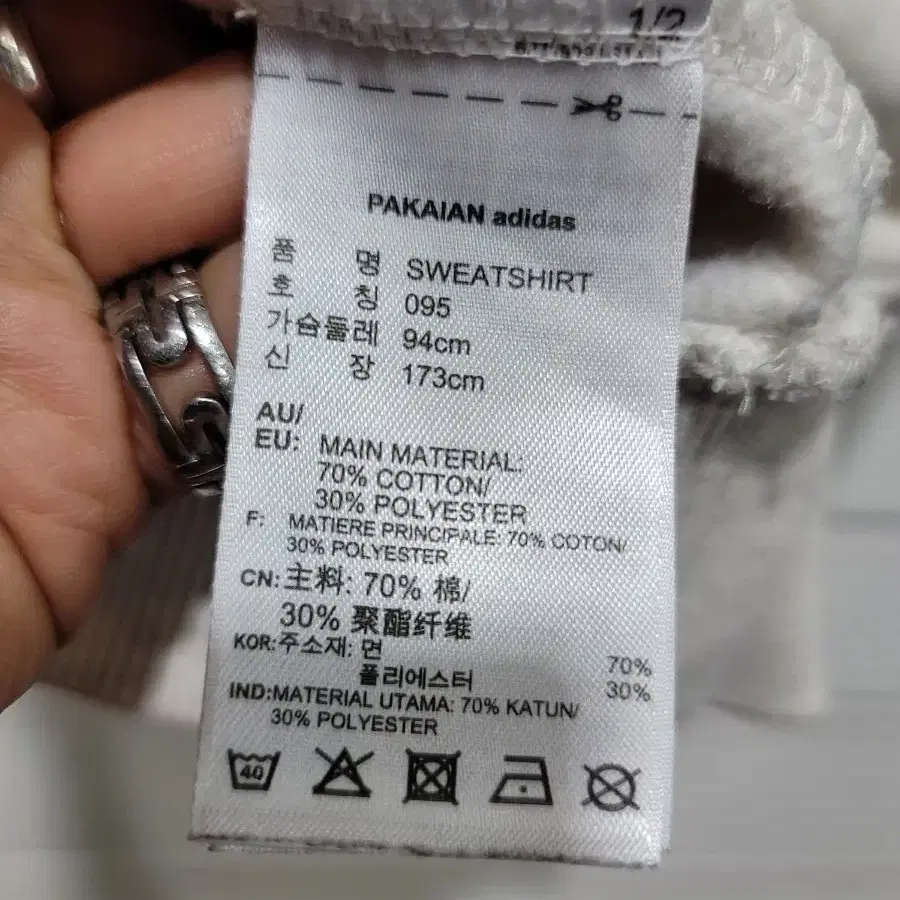 1/2
PAKAIAN adidas
품 명 SWEATSHIRT
호 칭 095
가슴둘레 94cm
신 장 173cm
AU/
EU: MAIN MATERIAL:
70% COTTON/
30% POLYESTER
F: MATIERE PRINCIPALE: 70% COTON/
30% POLYESTER
CN: 主料: 70% 棉/
30% 聚酯纤维
KOR: 주소재: 면 70%
폴리에스터 30%
IND: MATERIAL UTAMA: 70% KATUN/
30% POLYESTER
40